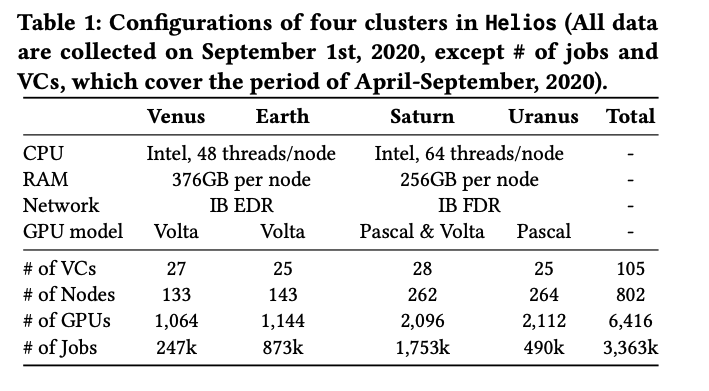 Table 1: Configurations of four clusters in Helios (All data
are collected on September 1st, 2020, except # of jobs and
VCs, which cover the period of April-September, 2020).
Venus Earth Saturn Uranus Total
CPU Intel, 48 threads/node Intel, 64 threads/node -
RAM 376GB per node 256GB per node -
Network IB EDR IB FDR -
GPU model Volta Volta Pascal & Volta Pascal -
# of VCs 27 25 28 25 105
# of Nodes 133 143 262 264 802
# of GPUs 1,064 1,144 2,096 2,112 6,416
# of Jobs 247k 873k 1,753k 490k 3,363k